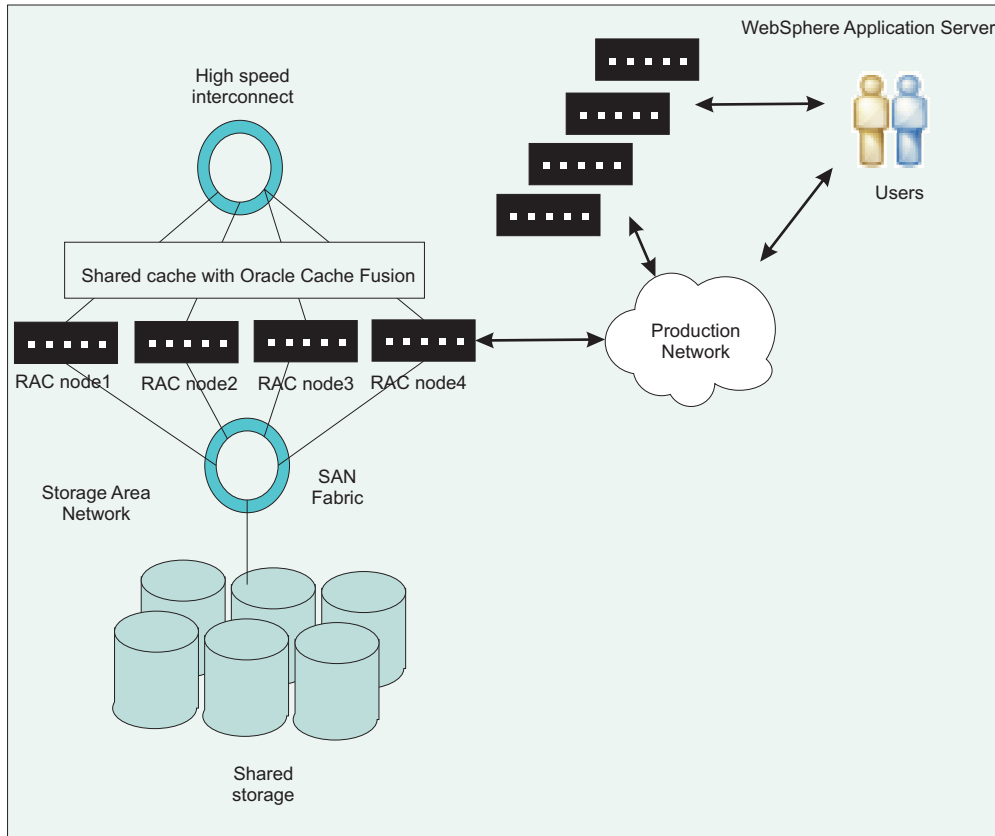 WebSphere Application Server
High speed
interconnect
Users
Shared cache with Oracle Cache Fusion
Production
Network
RAC node1
RAC node2
RAC node3
RAC node4
Storage Area
Network
SAN
Fabric
Shared
storage